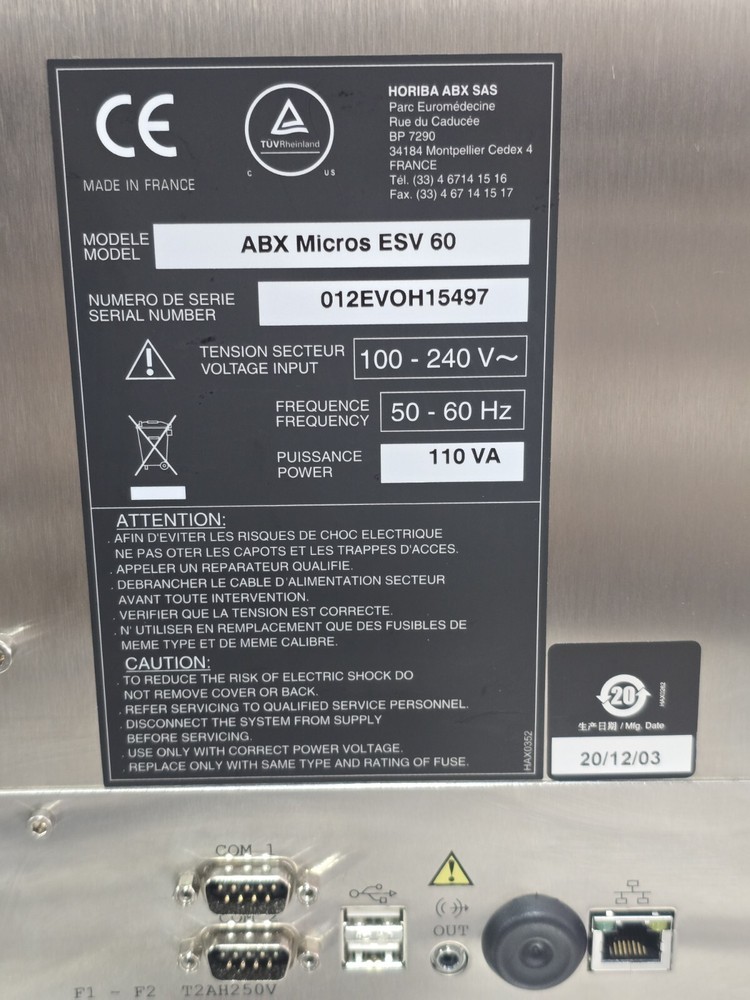 CE
MADE IN FRANCE
TÜVRheinland
C US
HORIBA ABX SAS
Parc Euromédecine
Rue du Caducée
BP 7290
34184 Montpellier Cedex 4
FRANCE
Tél. (33) 4 6714 15 16
Fax. (33) 4 67 14 15 17
MODELE
MODEL
ABX Micros ESV 60
NUMERO DE SERIE
SERIAL NUMBER
012EVOH15497
TENSION SECTEUR
VOLTAGE INPUT
100 - 240 V~
FREQUENCE
FREQUENCY
50 - 60 Hz
PUISSANCE
POWER
110 VA
ATTENTION:
. AFIN D'EVITER LES RISQUES DE CHOC ELECTRIQUE
NE PAS OTER LES CAPOTS ET LES TRAPPES D'ACCES.
. APPELER UN REPARATEUR QUALIFIE.
. DEBRANCHER LE CABLE D'ALIMENTATION SECTEUR
AVANT TOUTE INTERVENTION.
. VERIFIER QUE LA TENSION EST CORRECTE.
. N' UTILISER EN REMPLACEMENT QUE DES FUSIBLES DE
MEME TYPE ET DE MEME CALIBRE.
CAUTION:
. TO REDUCE THE RISK OF ELECTRIC SHOCK DO
NOT REMOVE COVER OR BACK.
. REFER SERVICING TO QUALIFIED SERVICE PERSONNEL.
. DISCONNECT THE SYSTEM FROM SUPPLY
BEFORE SERVICING.
. USE ONLY WITH CORRECT POWER VOLTAGE.
. REPLACE ONLY WITH SAME TYPE AND RATING OF FUSE.
HAX0352
20
HAX0262
生产日期 / Mfg. Date
20/12/03
COM 1
COM 2
OUT
F1 - F2 T2AH250V